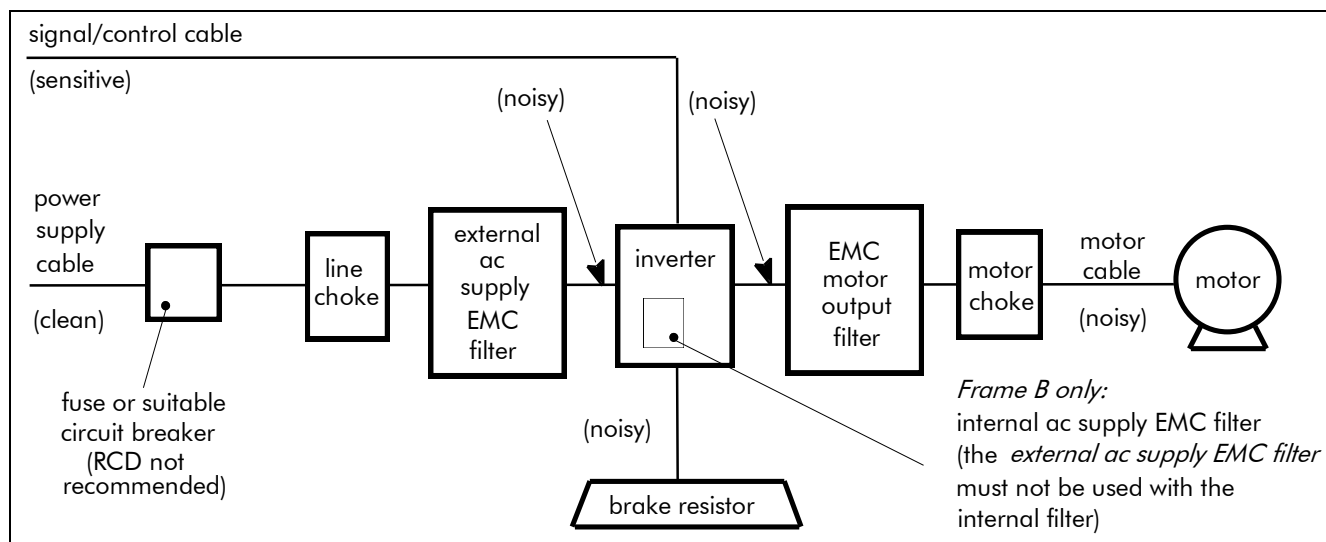 signal/control cable
(sensitive)
(noisy)
(noisy)
power
supply
cable
(clean)
fuse or suitable
circuit breaker
(RCD not
recommended)
line
choke
external
ac
supply
EMC
filter
inverter
(noisy)
brake resistor
EMC
motor
output
filter
motor
choke
motor
cable
(noisy)
motor
Frame B only:
internal ac supply EMC filter
(the external ac supply EMC filter
must not be used with the
internal filter)